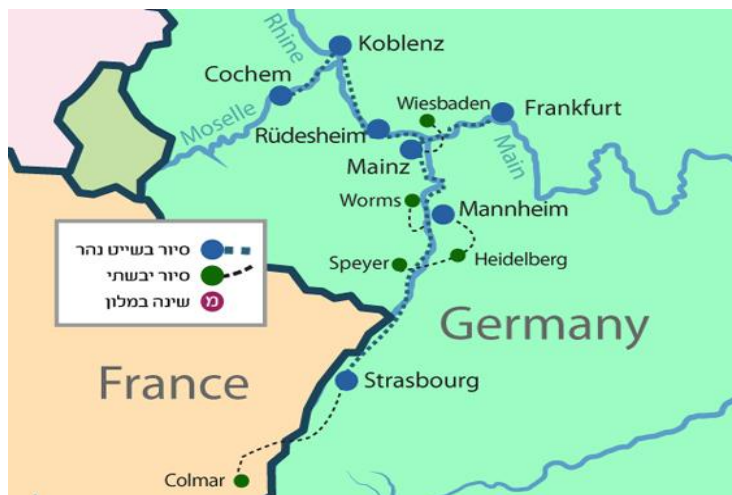 Rhine
Koblenz
Cochem
Moselle
Wiesbaden
Frankfurt
Rüdesheim
Mainz
Main
Worms
Mannheim
Speyer
Heidelberg
Germany
France
Strasbourg
Colmar
סיור בשייט נהר
סיור יבשתי
מ שינה במלון